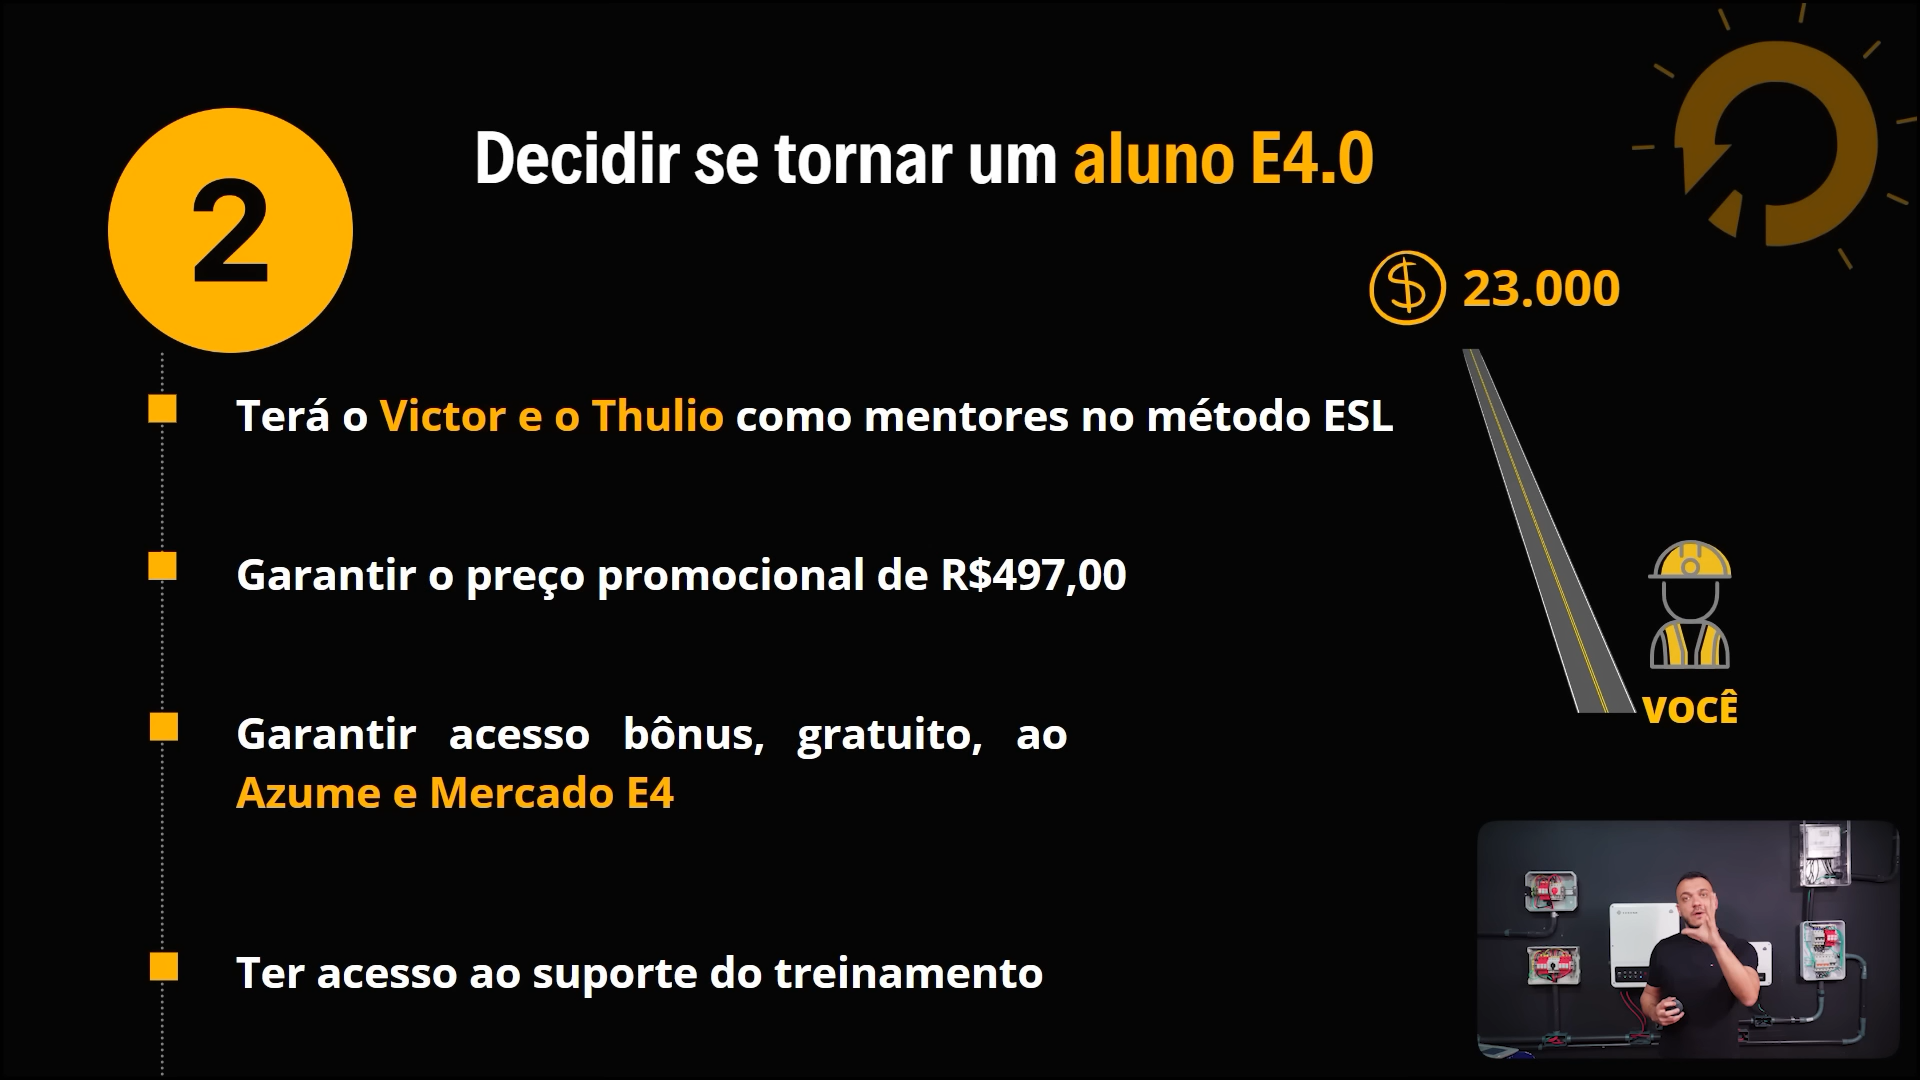 2
Decidir se tornar um aluno E4.0
$ 23.000
Terá o Victor e o Thulio como mentores no método ESL
Garantir o preço promocional de R$497,00
VOCÊ
Garantir acesso bônus, gratuito, ao
Azume e Mercado E4
Ter acesso ao suporte do treinamento